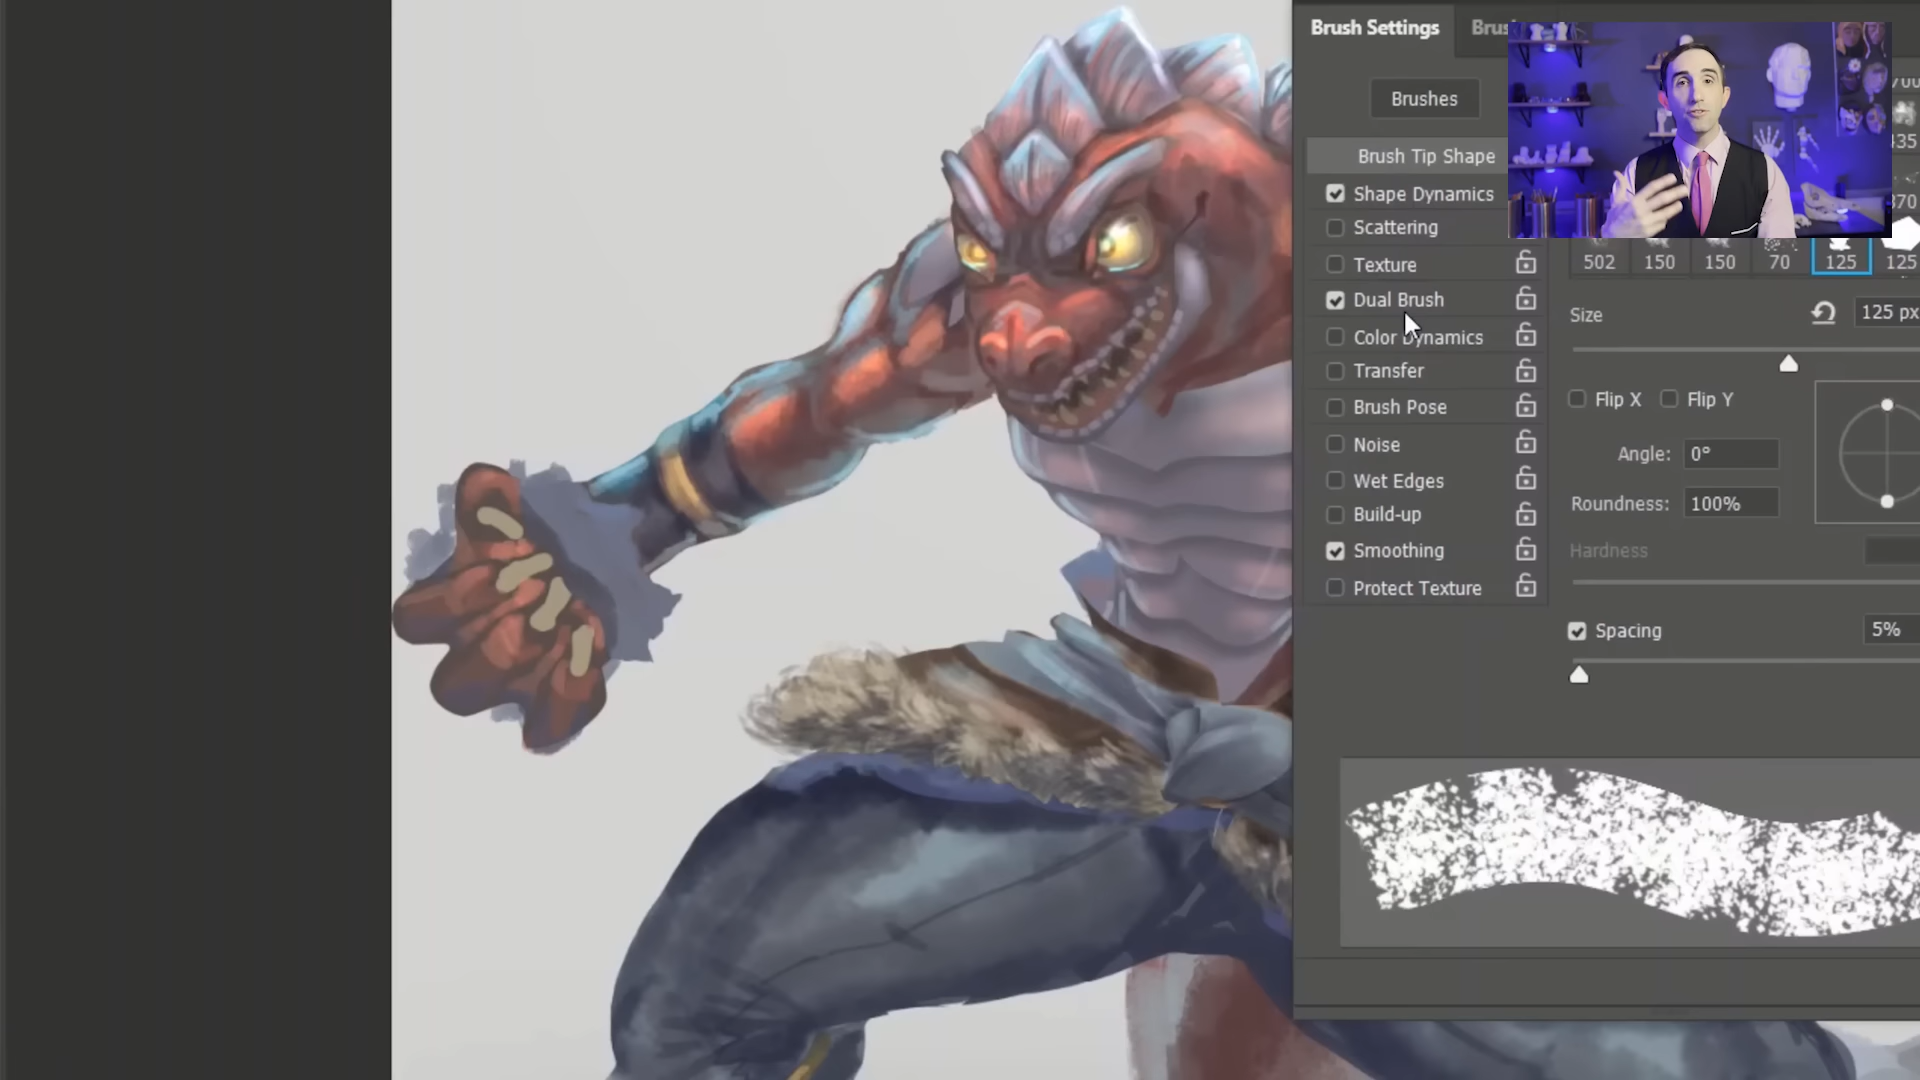 Brush Settings
Brus
Brushes
Brush Tip Shape
Shape Dynamics
Scattering
Texture
Dual Brush
Color Dynamics
Transfer
Brush Pose
Noise
Wet Edges
Build-up
Smoothing
Protect Texture
502 150 150 70 125 125
Size 125 px
Flip X Flip Y
Angle: 0°
Roundness: 100%
Hardness
Spacing 5%